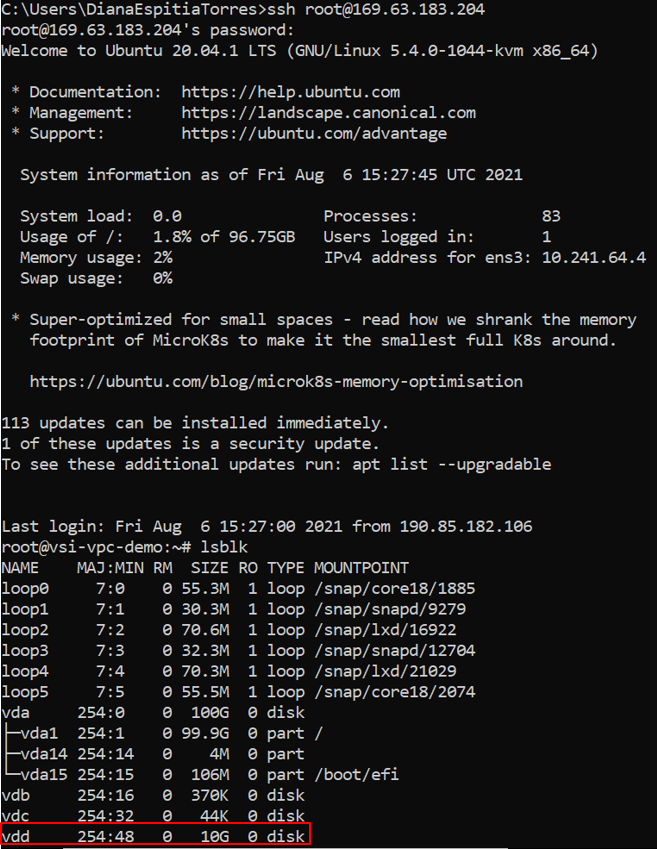 C:\Users\DianaEspitiaTorres>ssh root@169.63.183.204
root@169.63.183.204's password:
Welcome to Ubuntu 20.04.1 LTS (GNU/Linux 5.4.0-1044-kvm x86_64)
* Documentation:  https://help.ubuntu.com
* Management:     https://landscape.canonical.com
* Support:        https://ubuntu.com/advantage
System information as of Fri Aug  6 15:27:45 UTC 2021
System load:  0.0                Processes:             83
Usage of /:   1.8% of 96.75GB   Users logged in:       1
Memory usage: 2%                 IPv4 address for ens3: 10.241.64.4
Swap usage:   0%
* Super-optimized for small spaces - read how we shrank the memory
footprint of MicroK8s to make it the smallest full K8s around.
https://ubuntu.com/blog/microk8s-memory-optimisation
113 updates can be installed immediately.
1 of these updates is a security update.
To see these additional updates run: apt list --upgradable
Last login: Fri Aug  6 15:27:00 2021 from 190.85.182.106
root@vsi-vpc-demo:~# lsblk
NAME    MAJ:MIN RM  SIZE RO TYPE MOUNTPOINT
loop0     7:0    0 55.3M  1 loop /snap/core18/1885
loop1     7:1    0 30.3M  1 loop /snap/snapd/9279
loop2     7:2    0 70.6M  1 loop /snap/lxd/16922
loop3     7:3    0 32.3M  1 loop /snap/snapd/12704
loop4     7:4    0 70.3M  1 loop /snap/lxd/21029
loop5     7:5    0 55.5M  1 loop /snap/core18/2074
vda     254:0    0  100G  0 disk
├─vda1  254:1    0 99.9G  0 part /
├─vda14 254:14   0    4M  0 part
└─vda15 254:15   0  106M  0 part /boot/efi
vdb     254:16   0  370K  0 disk
vdc     254:32   0   44K  0 disk
vdd     254:48   0   10G  0 disk